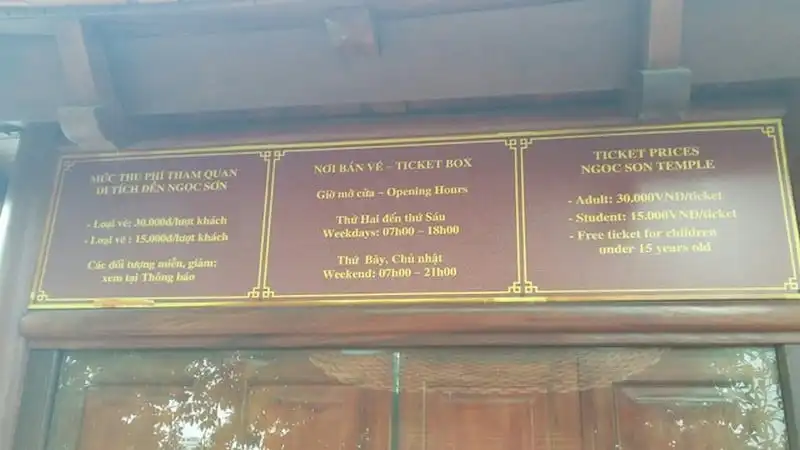 MỨC THU PHÍ THAM QUAN
DI TÍCH ĐỀN NGỌC SƠN
- Loại vé: 30.000đ/lượt khách
- Loại vé : 15.000đ/lượt khách
Các đối tượng miễn, giảm:
xem tại Thông báo
NƠI BÁN VÉ – TICKET BOX
Giờ mở cửa – Opening Hours
Thứ Hai đến thứ Sáu
Weekdays: 07h00 – 18h00
Thứ Bảy, Chủ nhật
Weekend: 07h00 – 21h00
TICKET PRICES
NGOC SON TEMPLE
- Adult: 30.000VND/ticket
- Student: 15.000VND/ticket
- Free ticket for children
under 15 years old